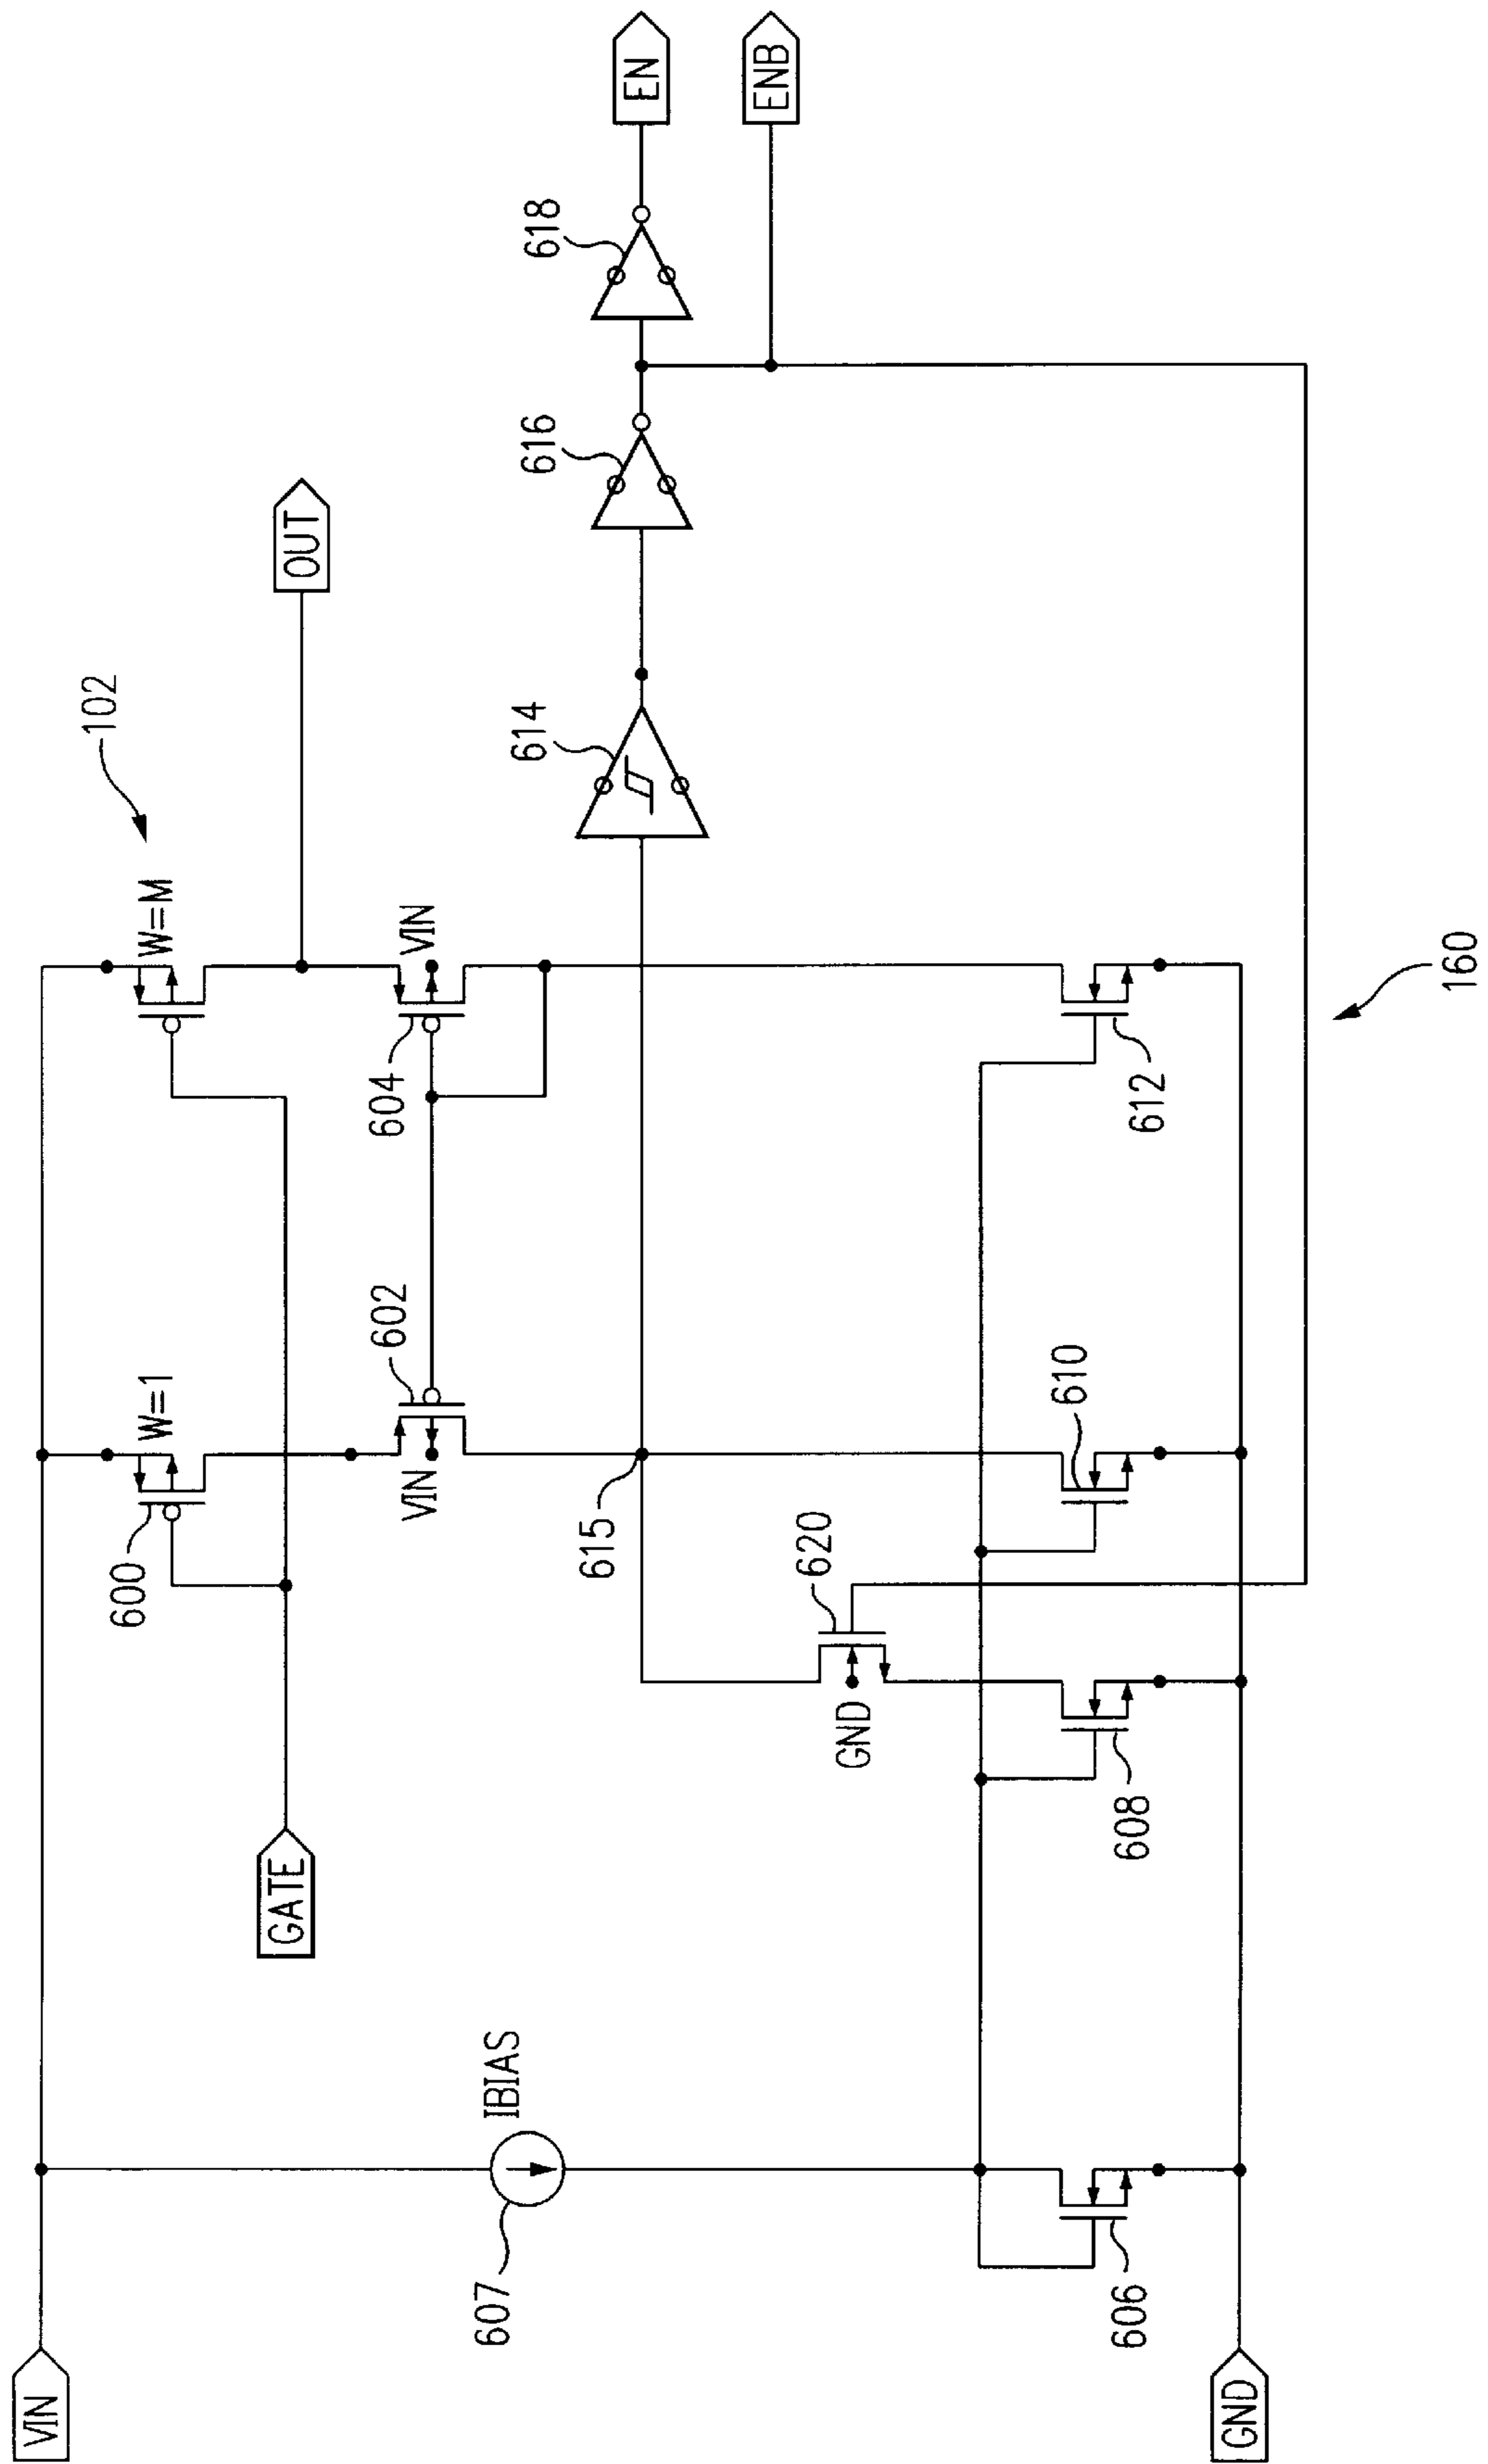 VIN
GATE
GND
607
IBIAS
606
600
W=1
VIN
602
615
GND
620
608
610
102
W=M
OUT
604
VIN
612
614
616
618
EN
ENB
160